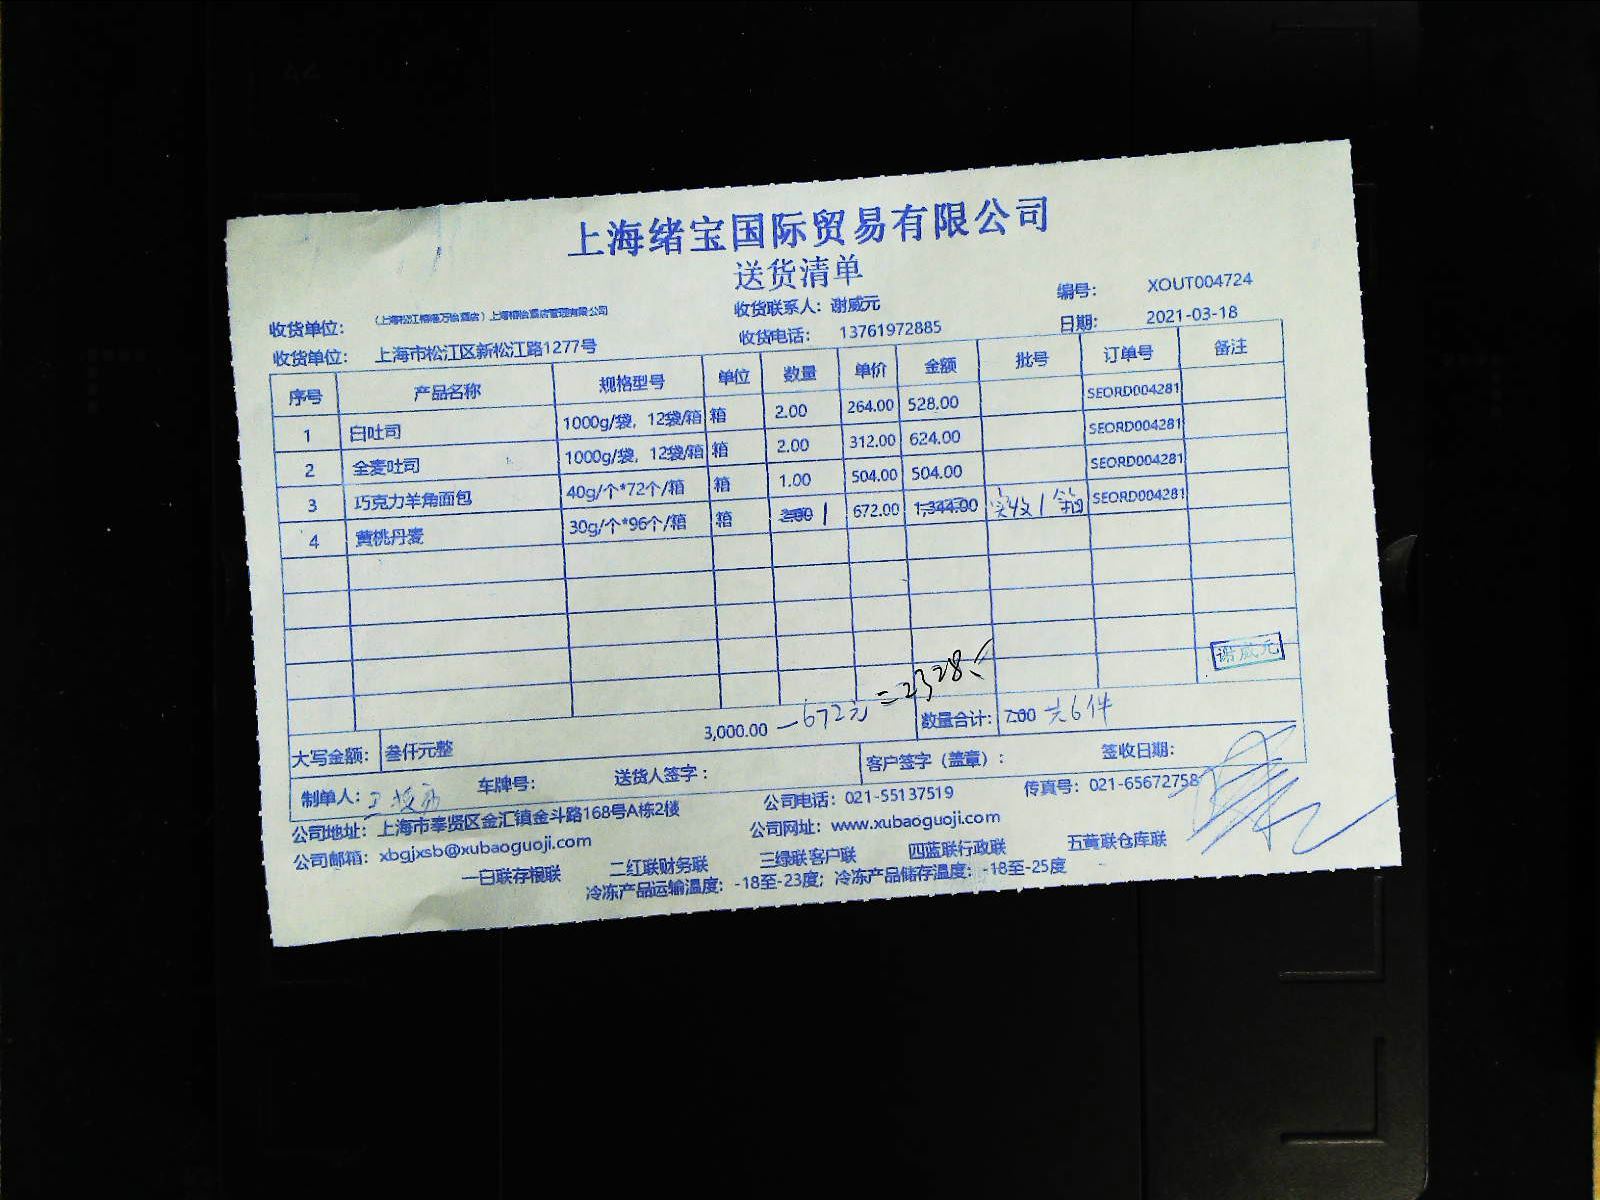 上海绪宝国际贸易有限公司
送货清单
收货单位： 收货联系人：谢威元 编号： XOUT004724
收货单位： 上海市松江区新松江路1277号 收货电话： 13761972885 日期： 2021-03-18
序号 产品名称 规格型号 单位 数量 单价 金额 批号 订单号 备注
1 白吐司 1000g/袋，12袋/箱 箱 2.00 264.00 528.00 SEORD004281
2 全麦吐司 1000g/袋，12袋/箱 箱 2.00 312.00 624.00 SEORD004281
3 巧克力羊角面包 40g/个*72个/箱 箱 1.00 504.00 504.00 SEORD004281
4 黄桃丹麦 30g/个*96个/箱 箱 2.00 1 672.00 1,344.00 实收1箱 SEORD004281
谢威元
大写金额： 叁仟元整 3,000.00 -672元 =2328 数量合计： 7.00 共6件
制单人： 车牌号： 送货人签字： 客户签字（盖章）： 签收日期：
公司地址： 上海市奉贤区金汇镇金斗路168号A栋2楼 公司电话：021-55137519 传真号：021-65672758
公司邮箱：xbgjxsb@xubaoguoji.com 公司网址：www.xubaoguoji.com
一白联存根联 二红联财务联 三绿联客户联 四蓝联行政联 五黄联仓库联
冷冻产品运输温度：-18至-23度；冷冻产品储存温度：-18至-25度